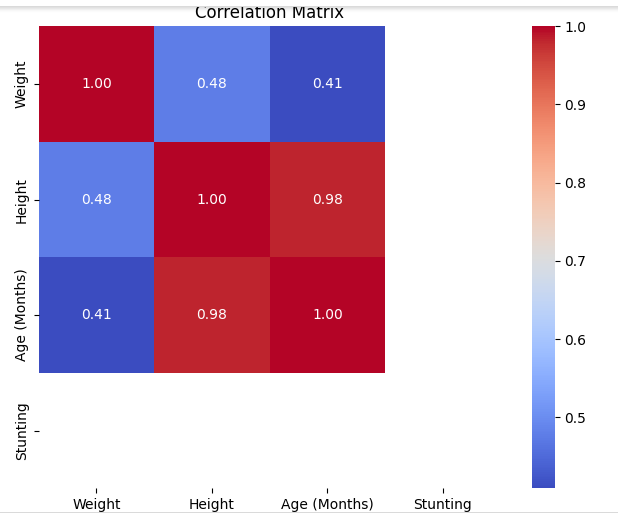 Correlation Matrix
Weight
1.00 0.48 0.41
Height
0.48 1.00 0.98
Age (Months)
0.41 0.98 1.00
Stunting
Weight Height Age (Months) Stunting
1.0
0.9
0.8
0.7
0.6
0.5